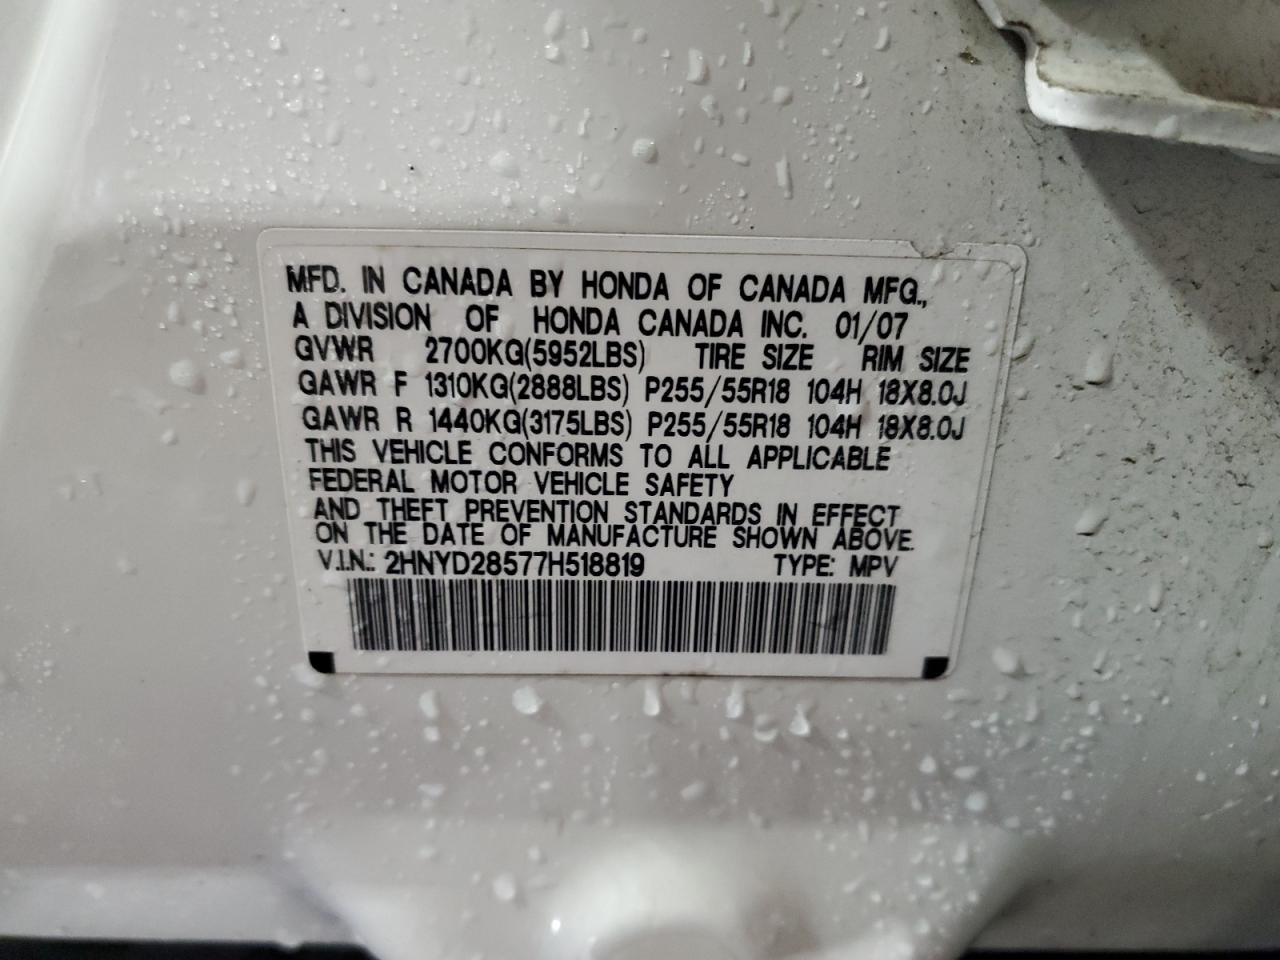 MFD. IN CANADA BY HONDA OF CANADA MFG.,
A DIVISION OF HONDA CANADA INC. 01/07
GVWR 2700KG(5952LBS) TIRE SIZE RIM SIZE
GAWR F 1310KG(2888LBS) P255/55R18 104H 18X8.0J
GAWR R 1440KG(3175LBS) P255/55R18 104H 18X8.0J
THIS VEHICLE CONFORMS TO ALL APPLICABLE
FEDERAL MOTOR VEHICLE SAFETY
AND THEFT PREVENTION STANDARDS IN EFFECT
ON THE DATE OF MANUFACTURE SHOWN ABOVE.
V.I.N.: 2HNYD28577H518819 TYPE: MPV